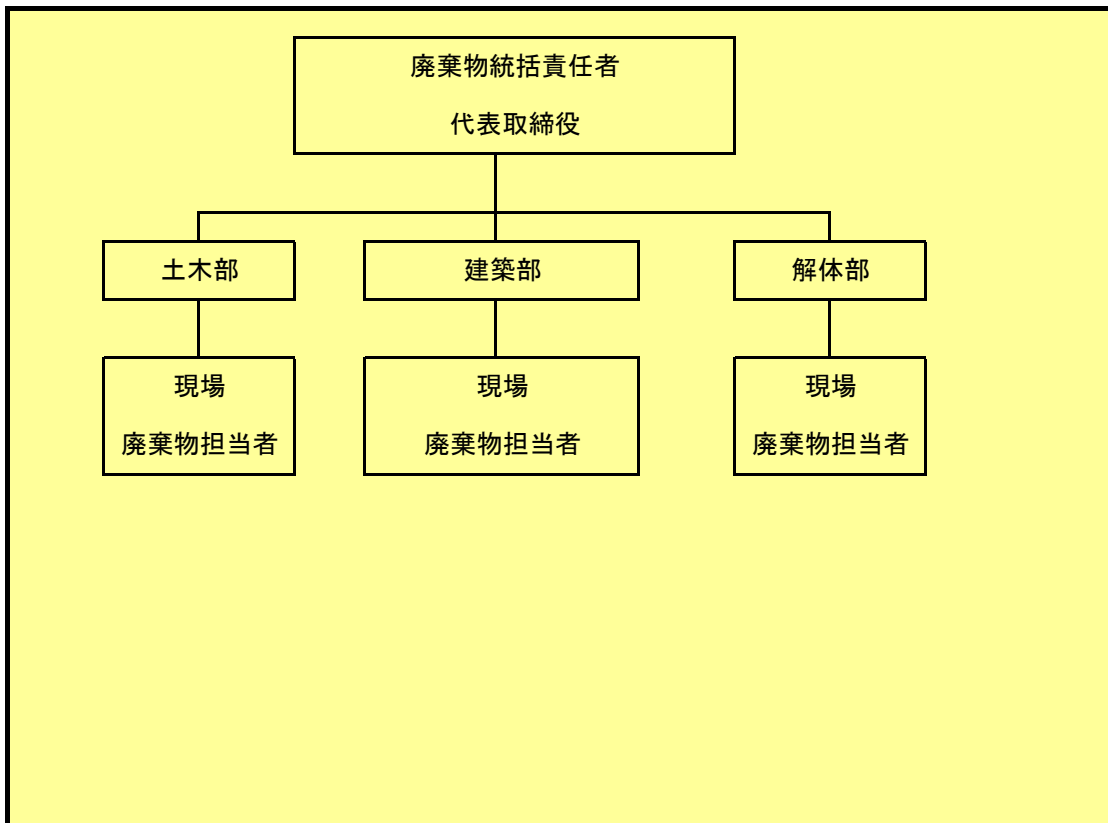 廃棄物統括責任者
代表取締役
土木部
建築部
解体部
現場
廃棄物担当者
現場
廃棄物担当者
現場
廃棄物担当者